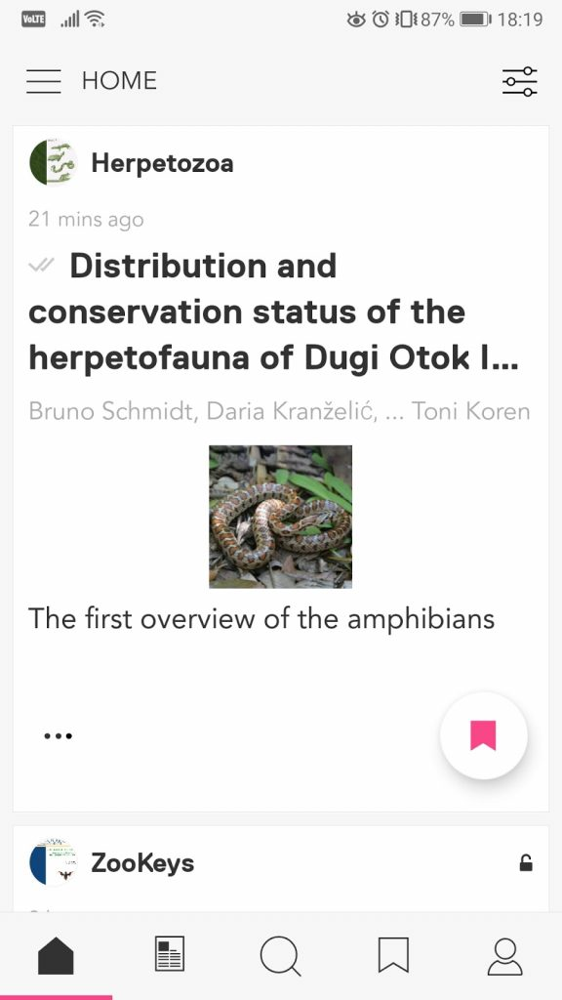 VoLTE 87% 18:19
HOME
Herpetozoa
21 mins ago
Distribution and
conservation status of the
herpetofauna of Dugi Otok I...
Bruno Schmidt, Daria Kranželić, ... Toni Koren
The first overview of the amphibians
...
ZooKeys